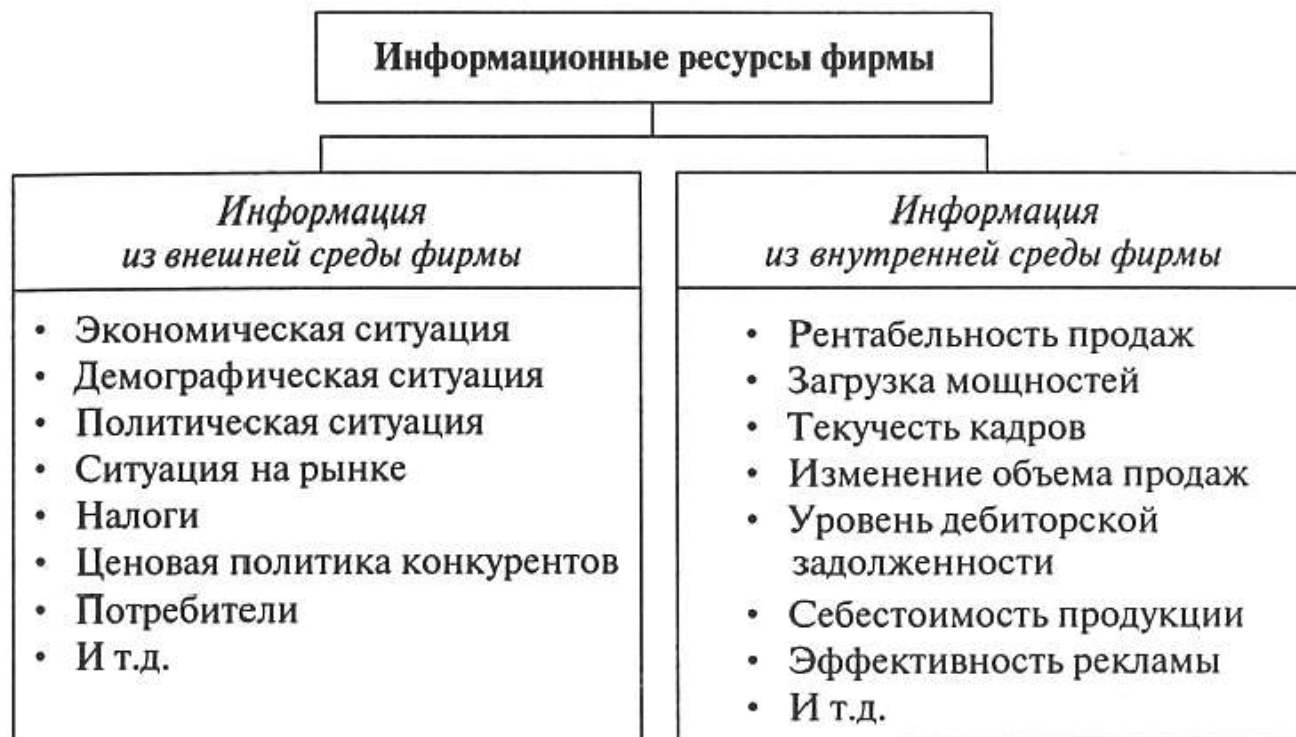 Информационные ресурсы фирмы
Информация
из внешней среды фирмы
• Экономическая ситуация
• Демографическая ситуация
• Политическая ситуация
• Ситуация на рынке
• Налоги
• Ценовая политика конкурентов
• Потребители
• И т.д.
Информация
из внутренней среды фирмы
• Рентабельность продаж
• Загрузка мощностей
• Текучесть кадров
• Изменение объема продаж
• Уровень дебиторской
задолженности
• Себестоимость продукции
• Эффективность рекламы
• И т.д.